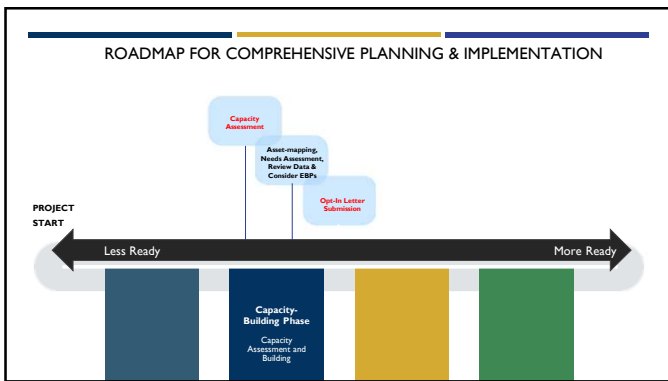 ROADMAP FOR COMPREHENSIVE PLANNING & IMPLEMENTATION
Capacity
Assessment
Asset-mapping,
Needs Assessment,
Review Data &
Consider EBPs
Opt-In Letter
Submission
PROJECT
START
Less Ready
More Ready
Capacity-
Building Phase
Capacity
Assessment and
Building